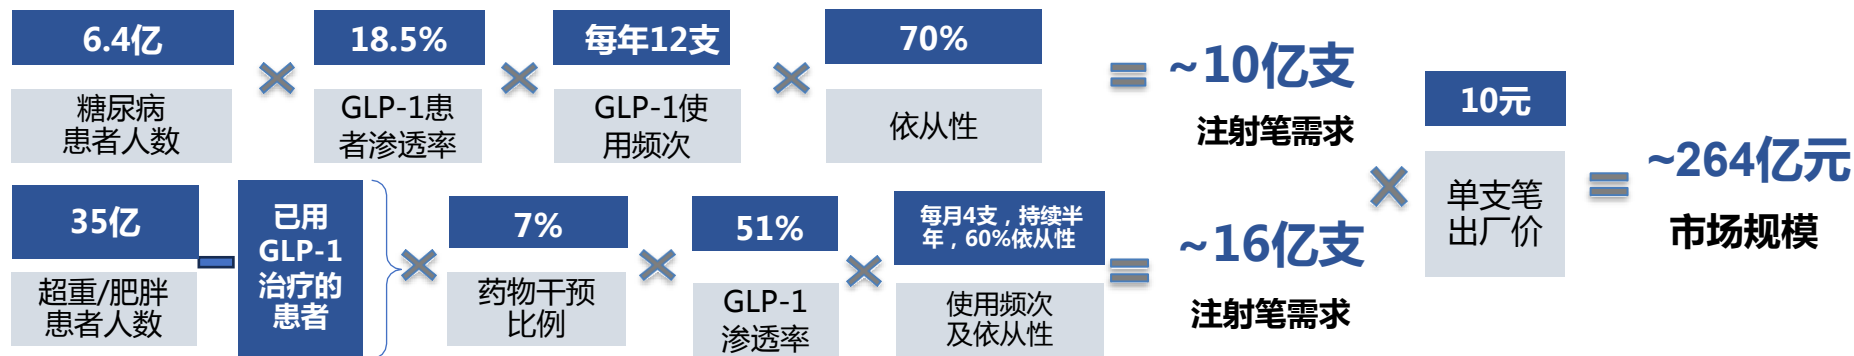 6.4亿
糖尿病
患者人数
18.5%
GLP-1患
者渗透率
每年12支
GLP-1使
用频次
70%
依从性
~10亿支
注射笔需求
35亿
超重/肥胖
患者人数
已用
GLP-1
治疗的
患者
7%
药物干预
比例
51%
GLP-1
渗透率
每月4支，持续半
年，60%依从性
使用频次
及依从性
~16亿支
注射笔需求
10元
单支笔
出厂价
~264亿元
市场规模